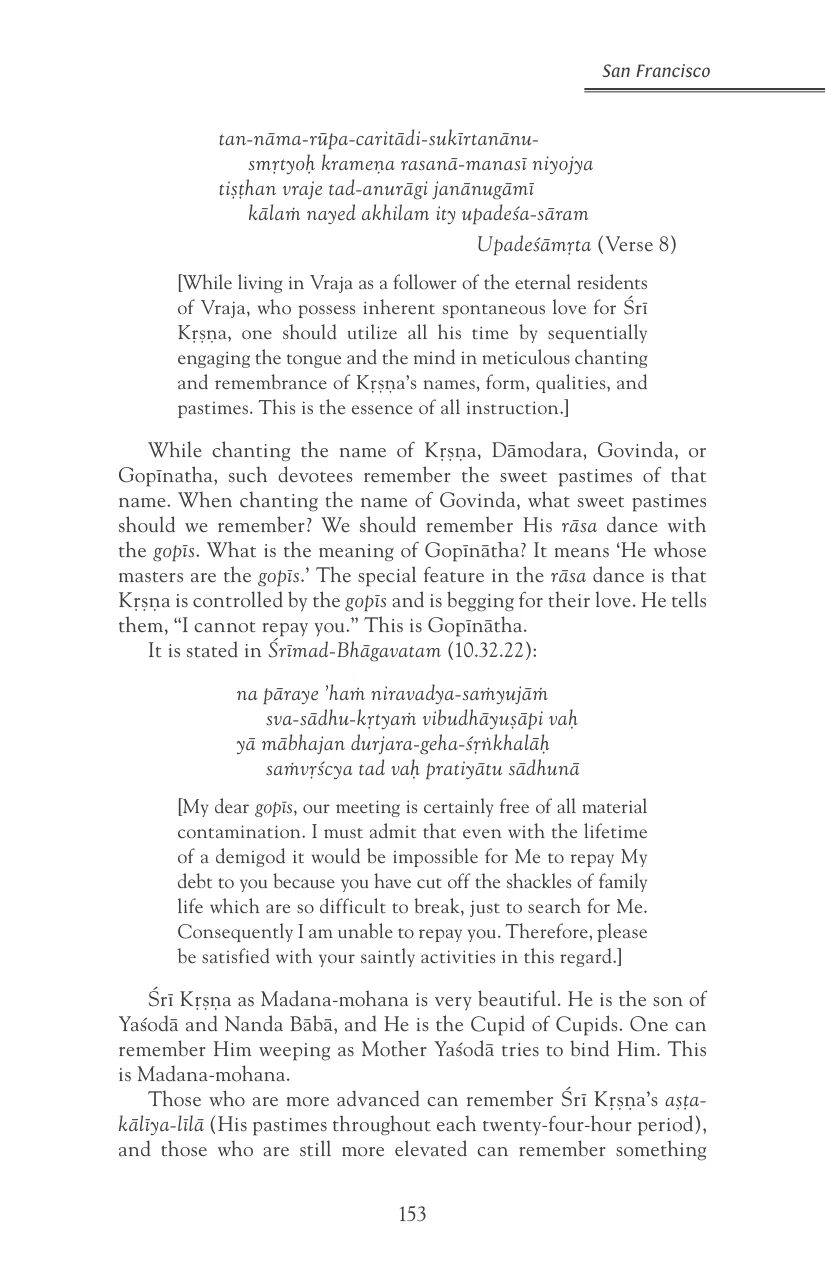 San Francisco
tan-nāma-rūpa-caritādi-sukīrtanānu-
smṛtyoḥ krameṇa rasanā-manasī niyojya
tiṣṭhan vraje tad-anurāgi janānugāmī
kālaṁ nayed akhilam ity upadeśa-sāram
Upadeśāmṛta (Verse 8)
[While living in Vraja as a follower of the eternal residents
of Vraja, who possess inherent spontaneous love for Śrī
Kṛṣṇa, one should utilize all his time by sequentially
engaging the tongue and the mind in meticulous chanting
and remembrance of Kṛṣṇa’s names, form, qualities, and
pastimes. This is the essence of all instruction.]
While chanting the name of Kṛṣṇa, Dāmodara, Govinda, or
Gopīnatha, such devotees remember the sweet pastimes of that
name. When chanting the name of Govinda, what sweet pastimes
should we remember? We should remember His rāsa dance with
the gopīs. What is the meaning of Gopīnātha? It means ‘He whose
masters are the gopīs.’ The special feature in the rāsa dance is that
Kṛṣṇa is controlled by the gopīs and is begging for their love. He tells
them, “I cannot repay you.” This is Gopīnātha.
It is stated in Śrīmad-Bhāgavatam (10.32.22):
na pāraye ’haṁ niravadya-saṁyujāṁ
sva-sādhu-kṛtyaṁ vibudhāyuṣāpi vaḥ
yā mābhajan durjara-geha-śṛṅkhalāḥ
saṁvṛścya tad vaḥ pratiyātu sādhunā
[My dear gopīs, our meeting is certainly free of all material
contamination. I must admit that even with the lifetime
of a demigod it would be impossible for Me to repay My
debt to you because you have cut off the shackles of family
life which are so difficult to break, just to search for Me.
Consequently I am unable to repay you. Therefore, please
be satisfied with your saintly activities in this regard.]
Śrī Kṛṣṇa as Madana-mohana is very beautiful. He is the son of
Yaśodā and Nanda Bābā, and He is the Cupid of Cupids. One can
remember Him weeping as Mother Yaśodā tries to bind Him. This
is Madana-mohana.
Those who are more advanced can remember Śrī Kṛṣṇa’s aṣṭa-
kālīya-līlā (His pastimes throughout each twenty-four-hour period),
and those who are still more elevated can remember something
153